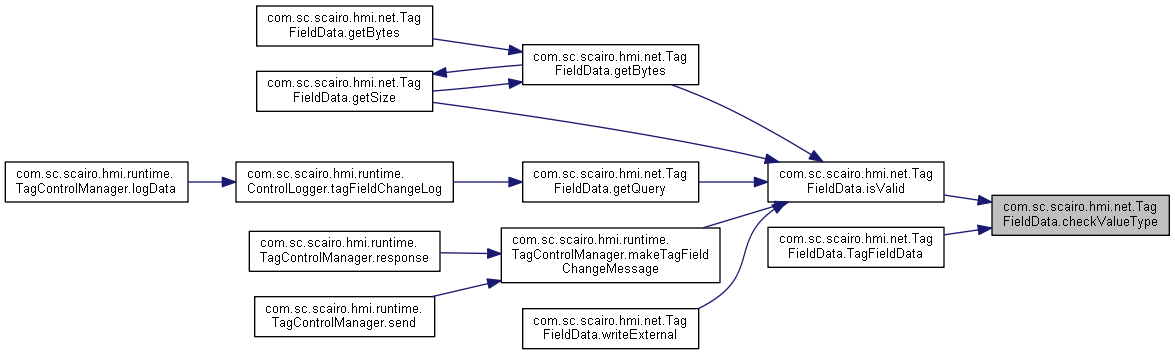 com.sc.scairo.hmi.net.Tag
FieldData.getBytes
com.sc.scairo.hmi.net.Tag
FieldData.getBytes
com.sc.scairo.hmi.net.Tag
FieldData.getSize
com.sc.scairo.hmi.runtime.
TagControlManager.logData
com.sc.scairo.hmi.runtime.
ControlLogger.tagFieldChangeLog
com.sc.scairo.hmi.net.Tag
FieldData.getQuery
com.sc.scairo.hmi.net.Tag
FieldData.isValid
com.sc.scairo.hmi.net.Tag
FieldData.checkValueType
com.sc.scairo.hmi.runtime.
TagControlManager.response
com.sc.scairo.hmi.runtime.
TagControlManager.makeTagField
ChangeMessage
com.sc.scairo.hmi.net.Tag
FieldData.TagFieldData
com.sc.scairo.hmi.runtime.
TagControlManager.send
com.sc.scairo.hmi.net.Tag
FieldData.writeExternal